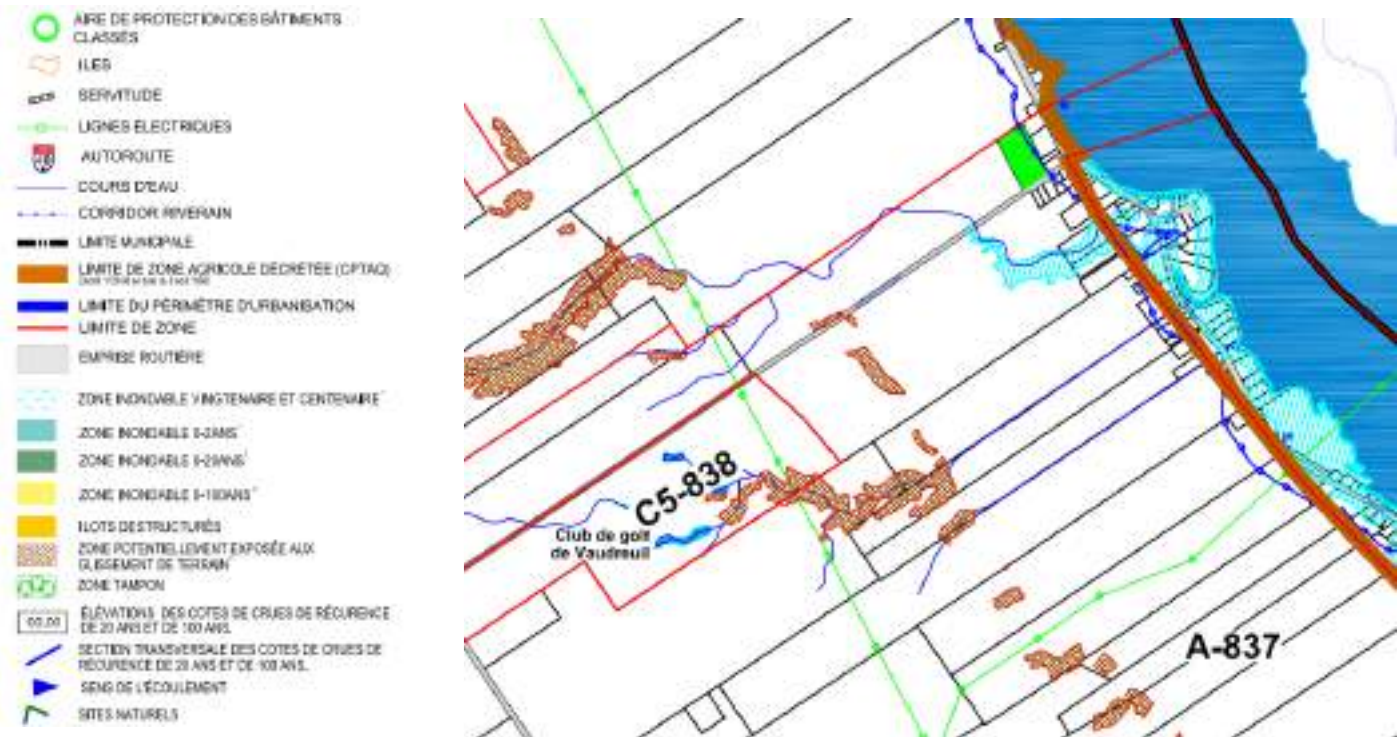 AIRE DE PROTECTION DES BÂTIMENTS
CLASSÉS
ILES
SERVITUDE
LIGNES ÉLECTRIQUES
AUTOROUTE
COURS D'EAU
CORRIDOR RIVERAIN
LIMITE MUNICIPALE
LIMITE DE ZONE AGRICOLE DÉCRÉTÉE (CPTAQ)
LIMITE DU PÉRIMÈTRE D'URBANISATION
LIMITE DE ZONE
EMPRISE ROUTIÈRE
ZONE INONDABLE VINGTENAIRE ET CENTENAIRE
ZONE INONDABLE 0-2ANS
ZONE INONDABLE 0-20ANS
ZONE INONDABLE 0-100ANS
ILOTS DESTRUCTURÉS
ZONE POTENTIELLEMENT EXPOSÉE AUX
GLISSEMENT DE TERRAIN
ZONE TAMPON
00,00
ÉLÉVATIONS DES COTES DE CRUES DE RÉCURENCE
DE 20 ANS ET DE 100 ANS.
SECTION TRANSVERSALE DES COTES DE CRUES DE
RÉCURENCE DE 20 ANS ET DE 100 ANS.
SENS DE L'ÉCOULEMENT
SITES NATURELS
C5-838
Club de golf
de Vaudreuil
A-837